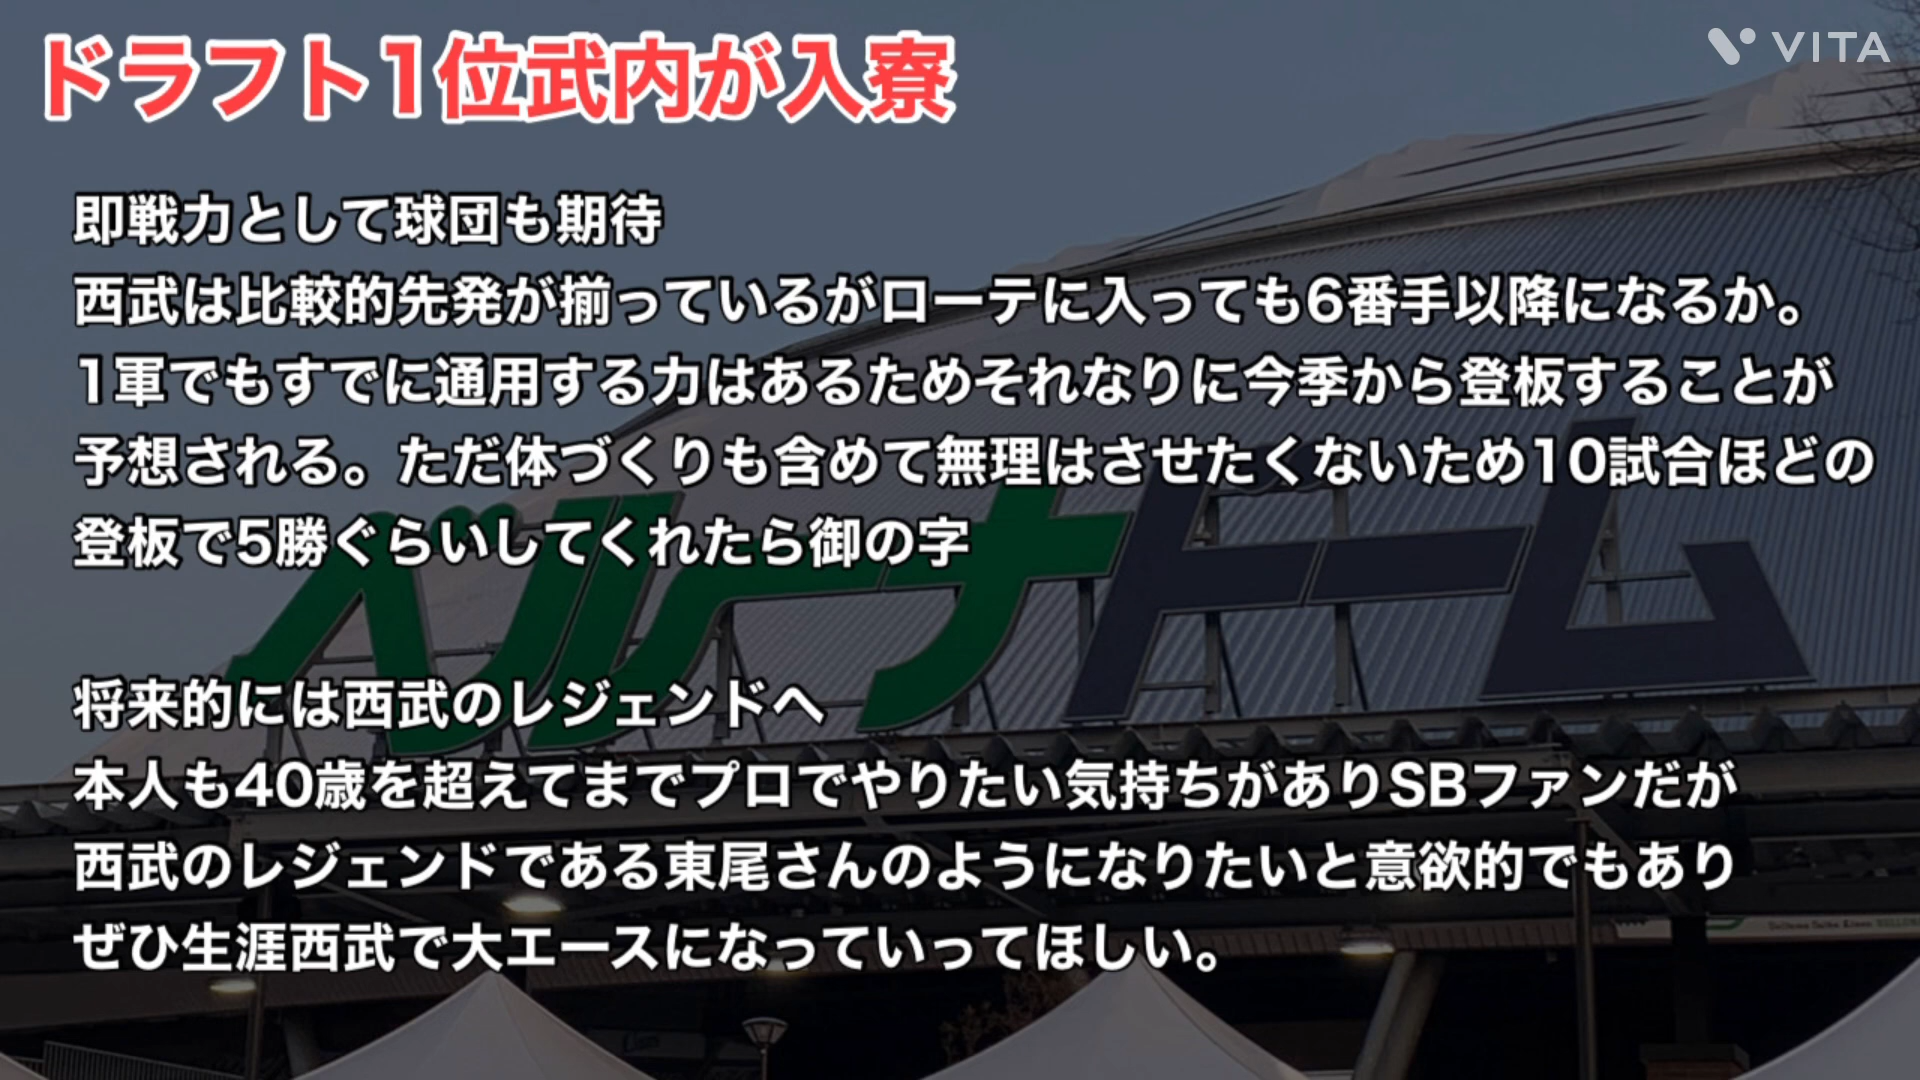 ドラフト1位武内が入寮
VITA
即戦力として球団も期待
西武は比較的先発が揃っているがローテに入っても6番手以降になるか。
1軍でもすでに通用する力はあるためそれなりに今季から登板することが
予想される。ただ体づくりも含めて無理はさせたくないため10試合ほどの
登板で5勝ぐらいしてくれたら御の字
ベルーナドーム
将来的には西武のレジェンドへ
本人も40歳を超えてまでプロでやりたい気持ちがありSBファンだが
西武のレジェンドである東尾さんのようになりたいと意欲的でもあり
ぜひ生涯西武で大エースになっていってほしい。